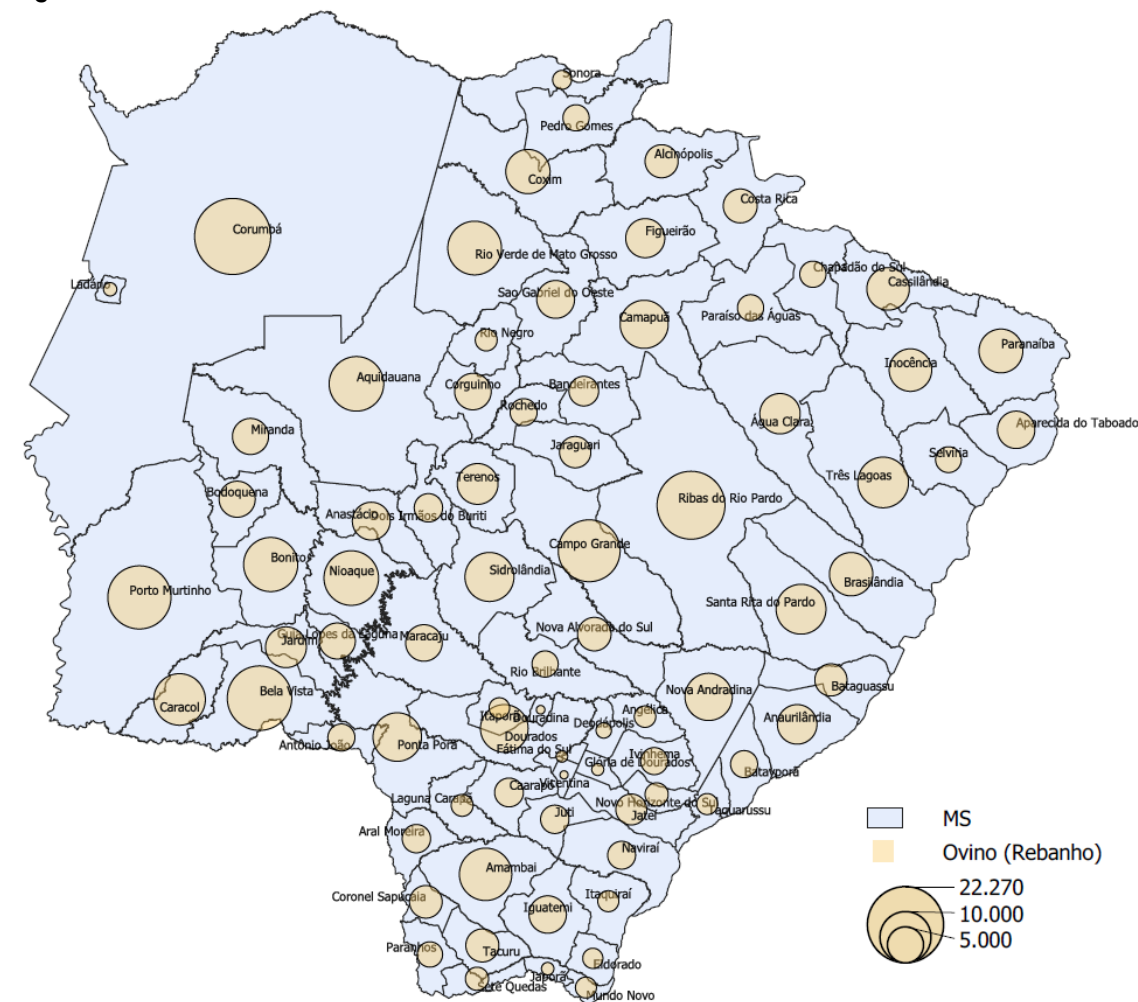 Sonora
Pedro Gomes
Alcinópolis
Coxim
Costa Rica
Corumbá
Figueirão
Rio Verde de Mato Grosso
Chapadão do Sul
Cassilândia
Ladário
Sao Gabriel do Oeste
Camapuã
Paraíso das Águas
Rio Negro
Paranaíba
Inocência
Aquidauana
Corguinho
Bandeirantes
Rochedo
Água Clara
Aparecida do Taboado
Miranda
Jaraguari
Selvíria
Terenos
Três Lagoas
Bodoquena
Ribas do Rio Pardo
Anastácio
Dois Irmãos do Buriti
Campo Grande
Bonito
Nioaque
Sidrolândia
Brasilândia
Porto Murtinho
Santa Rita do Pardo
Nova Alvorada do Sul
Guia Lopes da Laguna
Jardim
Maracaju
Rio Brilhante
Bataguassu
Bela Vista
Nova Andradina
Caracol
Angélica
Itaporã
Douradina
Deodápolis
Anaurilândia
Dourados
Antônio João
Ponta Porã
Fátima do Sul
Ivinhema
Glória de Dourados
Batayporã
Vicentina
Caarapó
Laguna Carapã
Novo Horizonte do Sul
Taquarussu
Juti
Jateí
Aral Moreira
Naviraí
Amambai
Coronel Sapucaia
Itaquiraí
Iguatemi
Paranhos
Tacuru
Eldorado
Japorã
Sete Quedas
Mundo Novo
MS
Ovino (Rebanho)
22.270
10.000
5.000